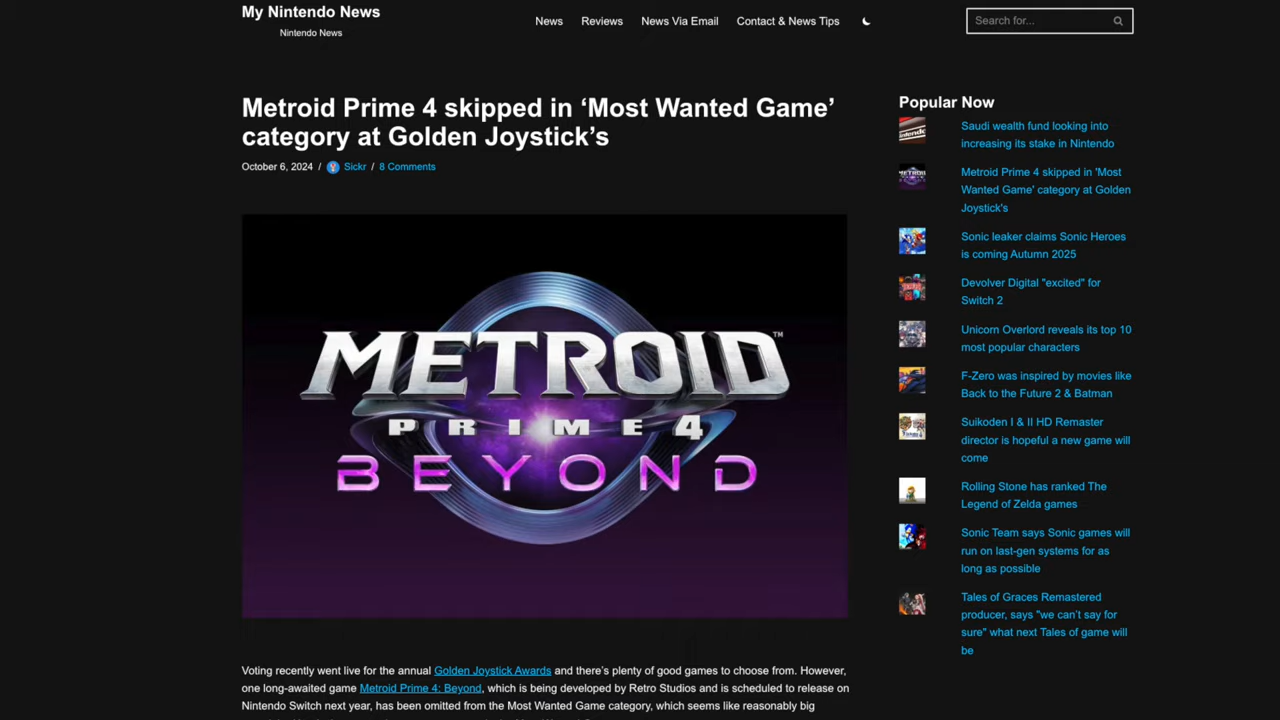 My Nintendo News
Nintendo News
News
Reviews
News Via Email
Contact & News Tips
Search for...
Metroid Prime 4 skipped in ‘Most Wanted Game’
category at Golden Joystick’s
October 6, 2024 / Sickr / 8 Comments
METROID™
PRIME 4
BEYOND
Voting recently went live for the annual Golden Joystick Awards and there’s plenty of good games to choose from. However,
one long-awaited game Metroid Prime 4: Beyond, which is being developed by Retro Studios and is scheduled to release on
Nintendo Switch next year, has been omitted from the Most Wanted Game category, which seems like reasonably big
Popular Now
Saudi wealth fund looking into
increasing its stake in Nintendo
Metroid Prime 4 skipped in 'Most
Wanted Game' category at Golden
Joystick's
Sonic leaker claims Sonic Heroes
is coming Autumn 2025
Devolver Digital "excited" for
Switch 2
Unicorn Overlord reveals its top 10
most popular characters
F-Zero was inspired by movies like
Back to the Future 2 & Batman
Suikoden I & II HD Remaster
director is hopeful a new game will
come
Rolling Stone has ranked The
Legend of Zelda games
Sonic Team says Sonic games will
run on last-gen systems for as
long as possible
Tales of Graces Remastered
producer, says "we can’t say for
sure" what next Tales of game will
be